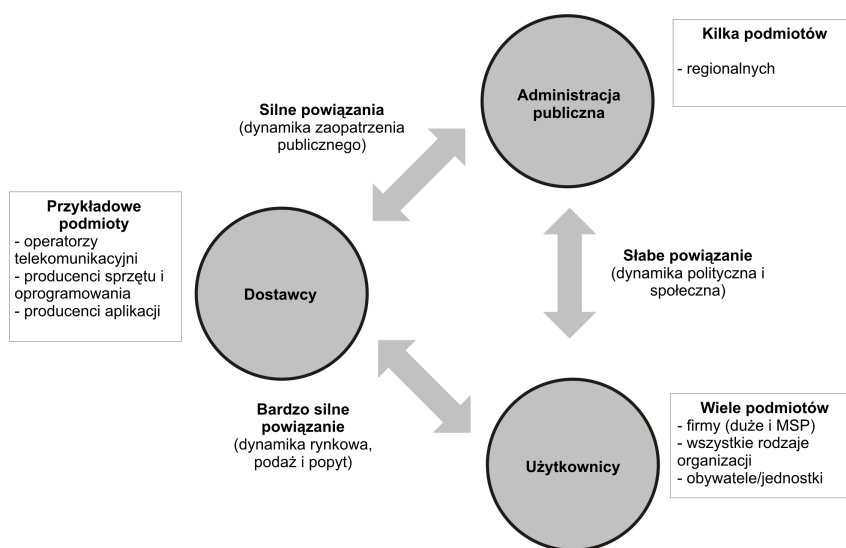 Kilka podmiotów
- regionalnych
Administracja
publiczna
Silne powiązania
(dynamika zaopatrzenia
publicznego)
Przykładowe
podmioty
- operatorzy
telekomunikacyjni
- producenci sprzętu i
oprogramowania
- producenci aplikacji
Dostawcy
Słabe powiązanie
(dynamika polityczna i
społeczna)
Bardzo silne
powiązanie
(dynamika rynkowa,
podaż i popyt)
Użytkownicy
Wiele podmiotów
- firmy (duże i MSP)
- wszystkie rodzaje
organizacji
- obywatele/jednostki